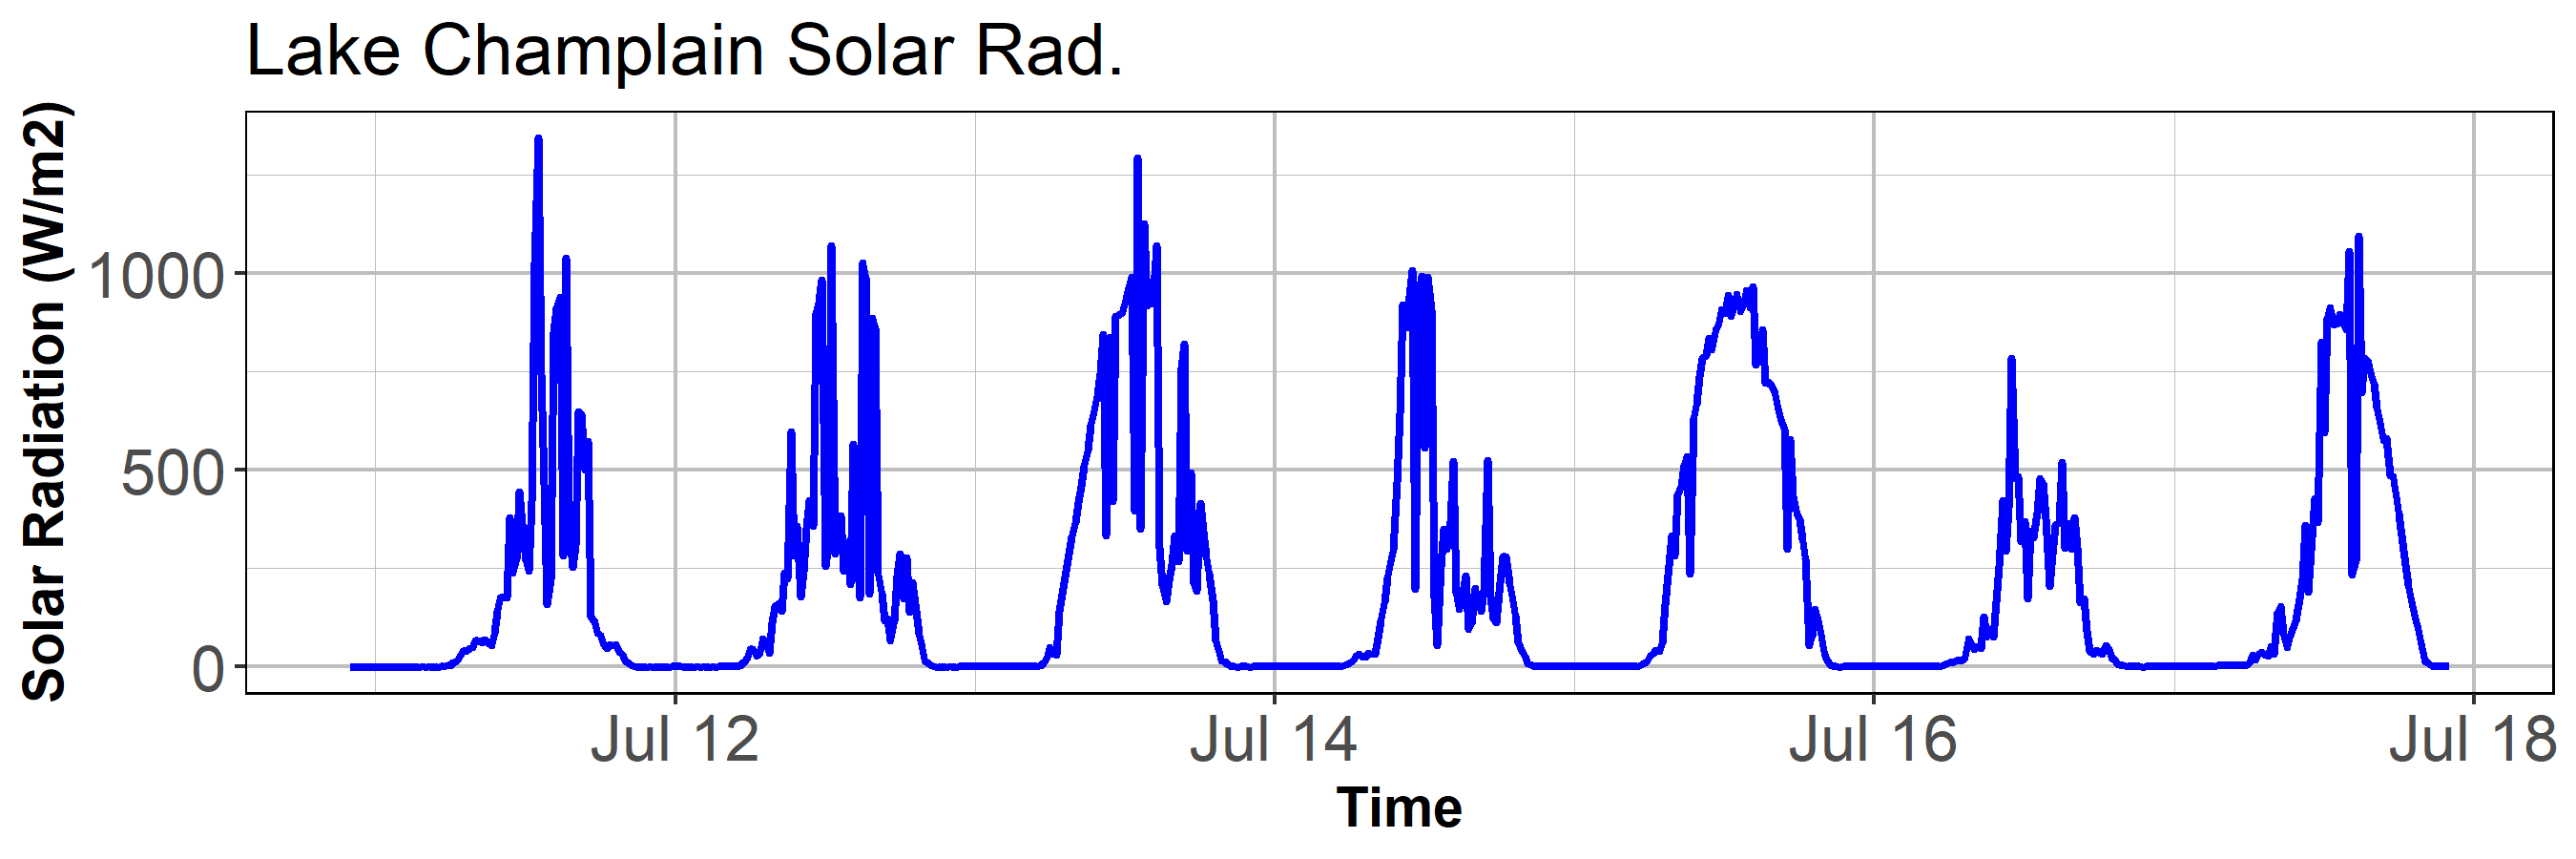 Lake Champlain Solar Rad.
Solar Radiation (W/m2)
1000
500
0
Jul 12
Jul 14
Jul 16
Jul 18
Time